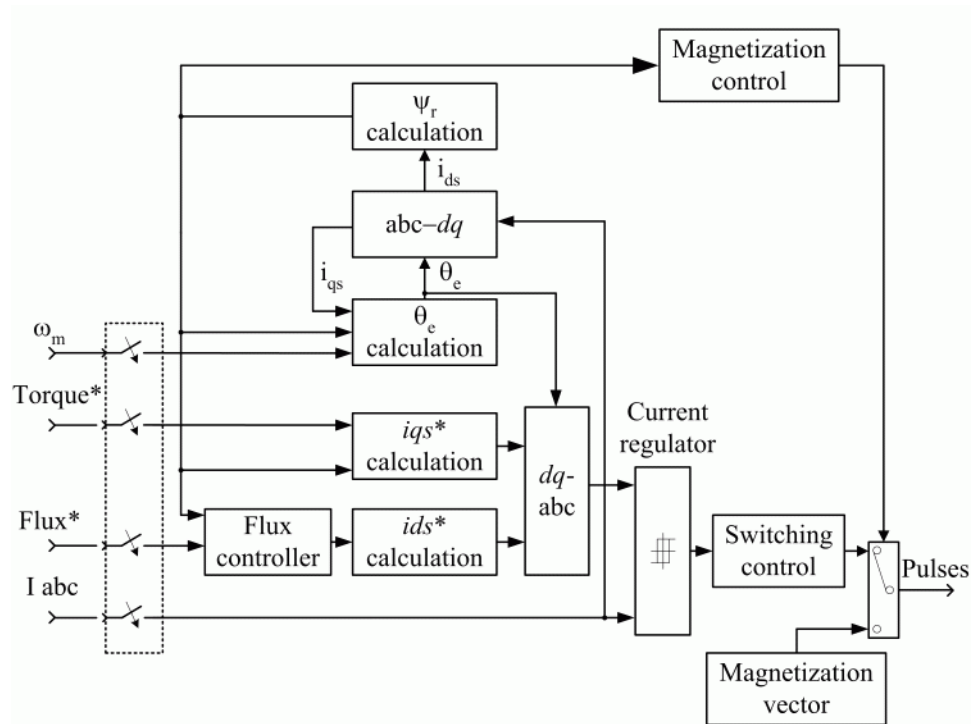 Magnetization
control
ψr
calculation
ids
abc–dq
iqs
θe
θe
calculation
ωm
Torque*
iqs*
calculation
Current
regulator
dq-
abc
Flux*
Flux
controller
ids*
calculation
Switching
control
Pulses
I abc
Magnetization
vector